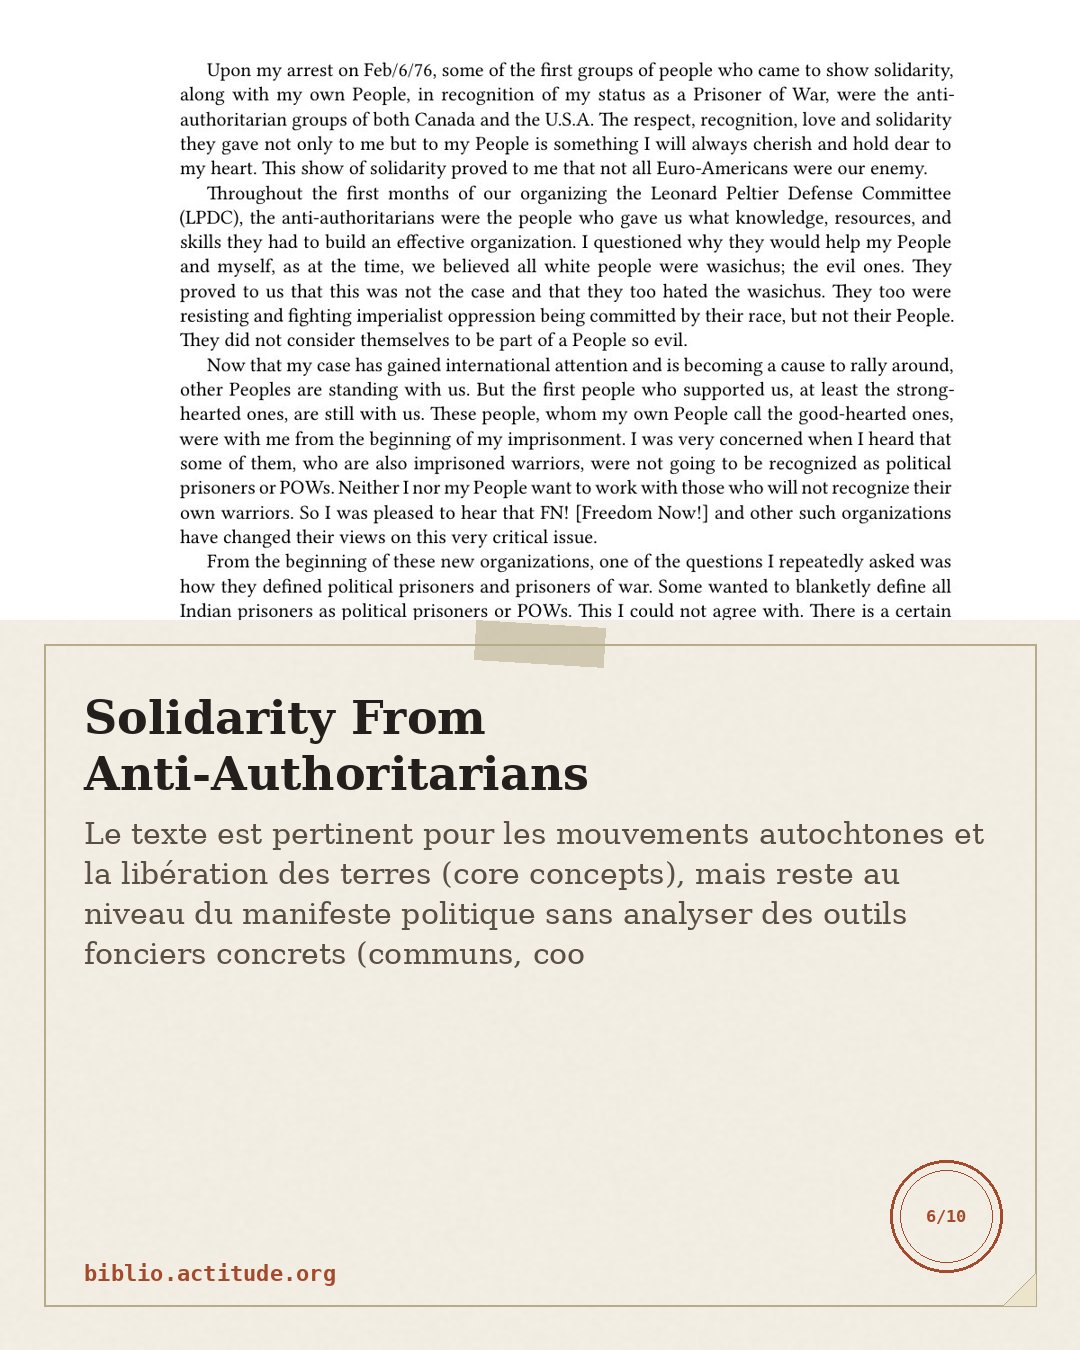 Upon my arrest on Feb/6/76, some of the first groups of people who came to show solidarity,
along with my own People, in recognition of my status as a Prisoner of War, were the anti-
authoritarian groups of both Canada and the U.S.A. The respect, recognition, love and solidarity
they gave not only to me but to my People is something I will always cherish and hold dear to
my heart. This show of solidarity proved to me that not all Euro-Americans were our enemy.
Throughout the first months of our organizing the Leonard Peltier Defense Committee
(LPDC), the anti-authoritarians were the people who gave us what knowledge, resources, and
skills they had to build an effective organization. I questioned why they would help my People
and myself, as at the time, we believed all white people were wasichus; the evil ones. They
proved to us that this was not the case and that they too hated the wasichus. They too were
resisting and fighting imperialist oppression being committed by their race, but not their People.
They did not consider themselves to be part of a People so evil.
Now that my case has gained international attention and is becoming a cause to rally around,
other Peoples are standing with us. But the first people who supported us, at least the strong-
hearted ones, are still with us. These people, whom my own People call the good-hearted ones,
were with me from the beginning of my imprisonment. I was very concerned when I heard that
some of them, who are also imprisoned warriors, were not going to be recognized as political
prisoners or POWs. Neither I nor my People want to work with those who will not recognize their
own warriors. So I was pleased to hear that FN! [Freedom Now!] and other such organizations
have changed their views on this very critical issue.
From the beginning of these new organizations, one of the questions I repeatedly asked was
how they defined political prisoners and prisoners of war. Some wanted to blanketly define all
Indian prisoners as political prisoners or POWs. This I could not agree with. There is a certain
Solidarity From
Anti-Authoritarians
Le texte est pertinent pour les mouvements autochtones et
la libération des terres (core concepts), mais reste au
niveau du manifeste politique sans analyser des outils
fonciers concrets (communs, coo
6/10
biblio.actitude.org